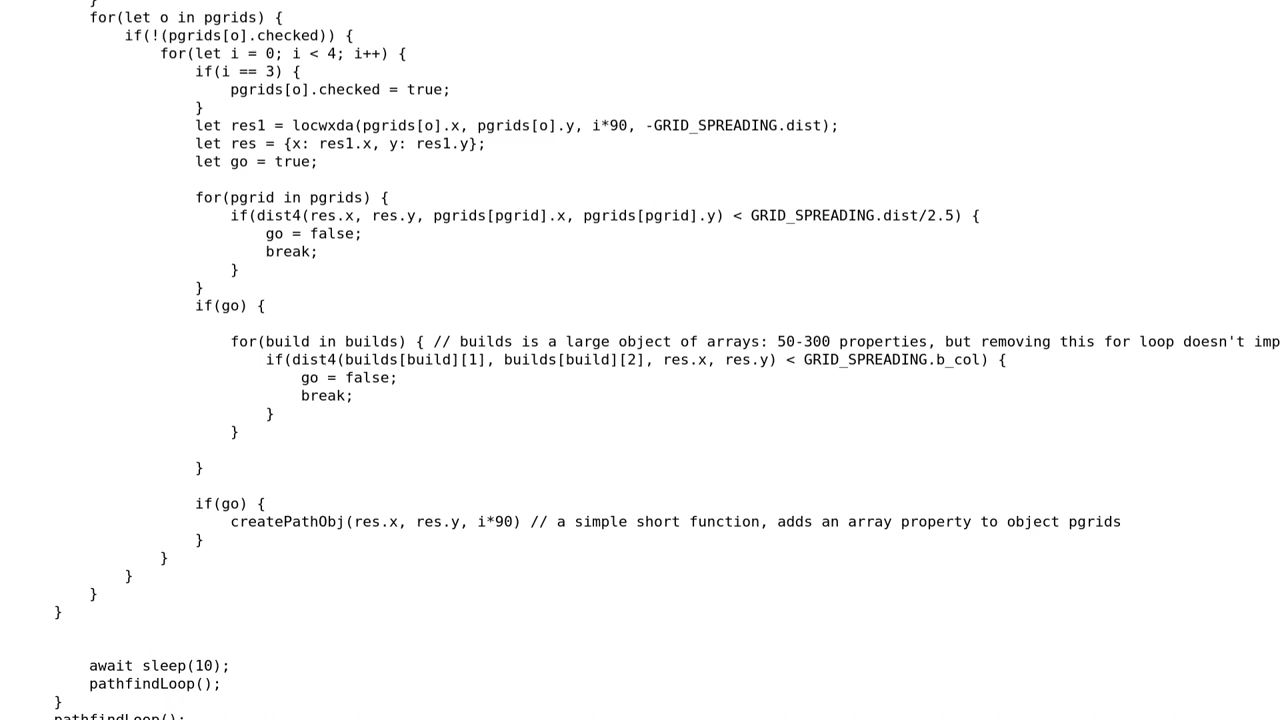 }
for(let o in pgrids) {
if(!(pgrids[o].checked)) {
for(let i = 0; i < 4; i++) {
if(i == 3) {
pgrids[o].checked = true;
}
let res1 = locwxda(pgrids[o].x, pgrids[o].y, i*90, -GRID_SPREADING.dist);
let res = {x: res1.x, y: res1.y};
let go = true;
for(pgrid in pgrids) {
if(dist4(res.x, res.y, pgrids[pgrid].x, pgrids[pgrid].y) < GRID_SPREADING.dist/2.5) {
go = false;
break;
}
}
if(go) {
for(build in builds) { // builds is a large object of arrays: 50-300 properties, but removing this for loop doesn't imp
if(dist4(builds[build][1], builds[build][2], res.x, res.y) < GRID_SPREADING.b_col) {
go = false;
break;
}
}
}
if(go) {
createPathObj(res.x, res.y, i*90) // a simple short function, adds an array property to object pgrids
}
}
}
}
}
await sleep(10);
pathfindLoop();
}
pathfindLoop();